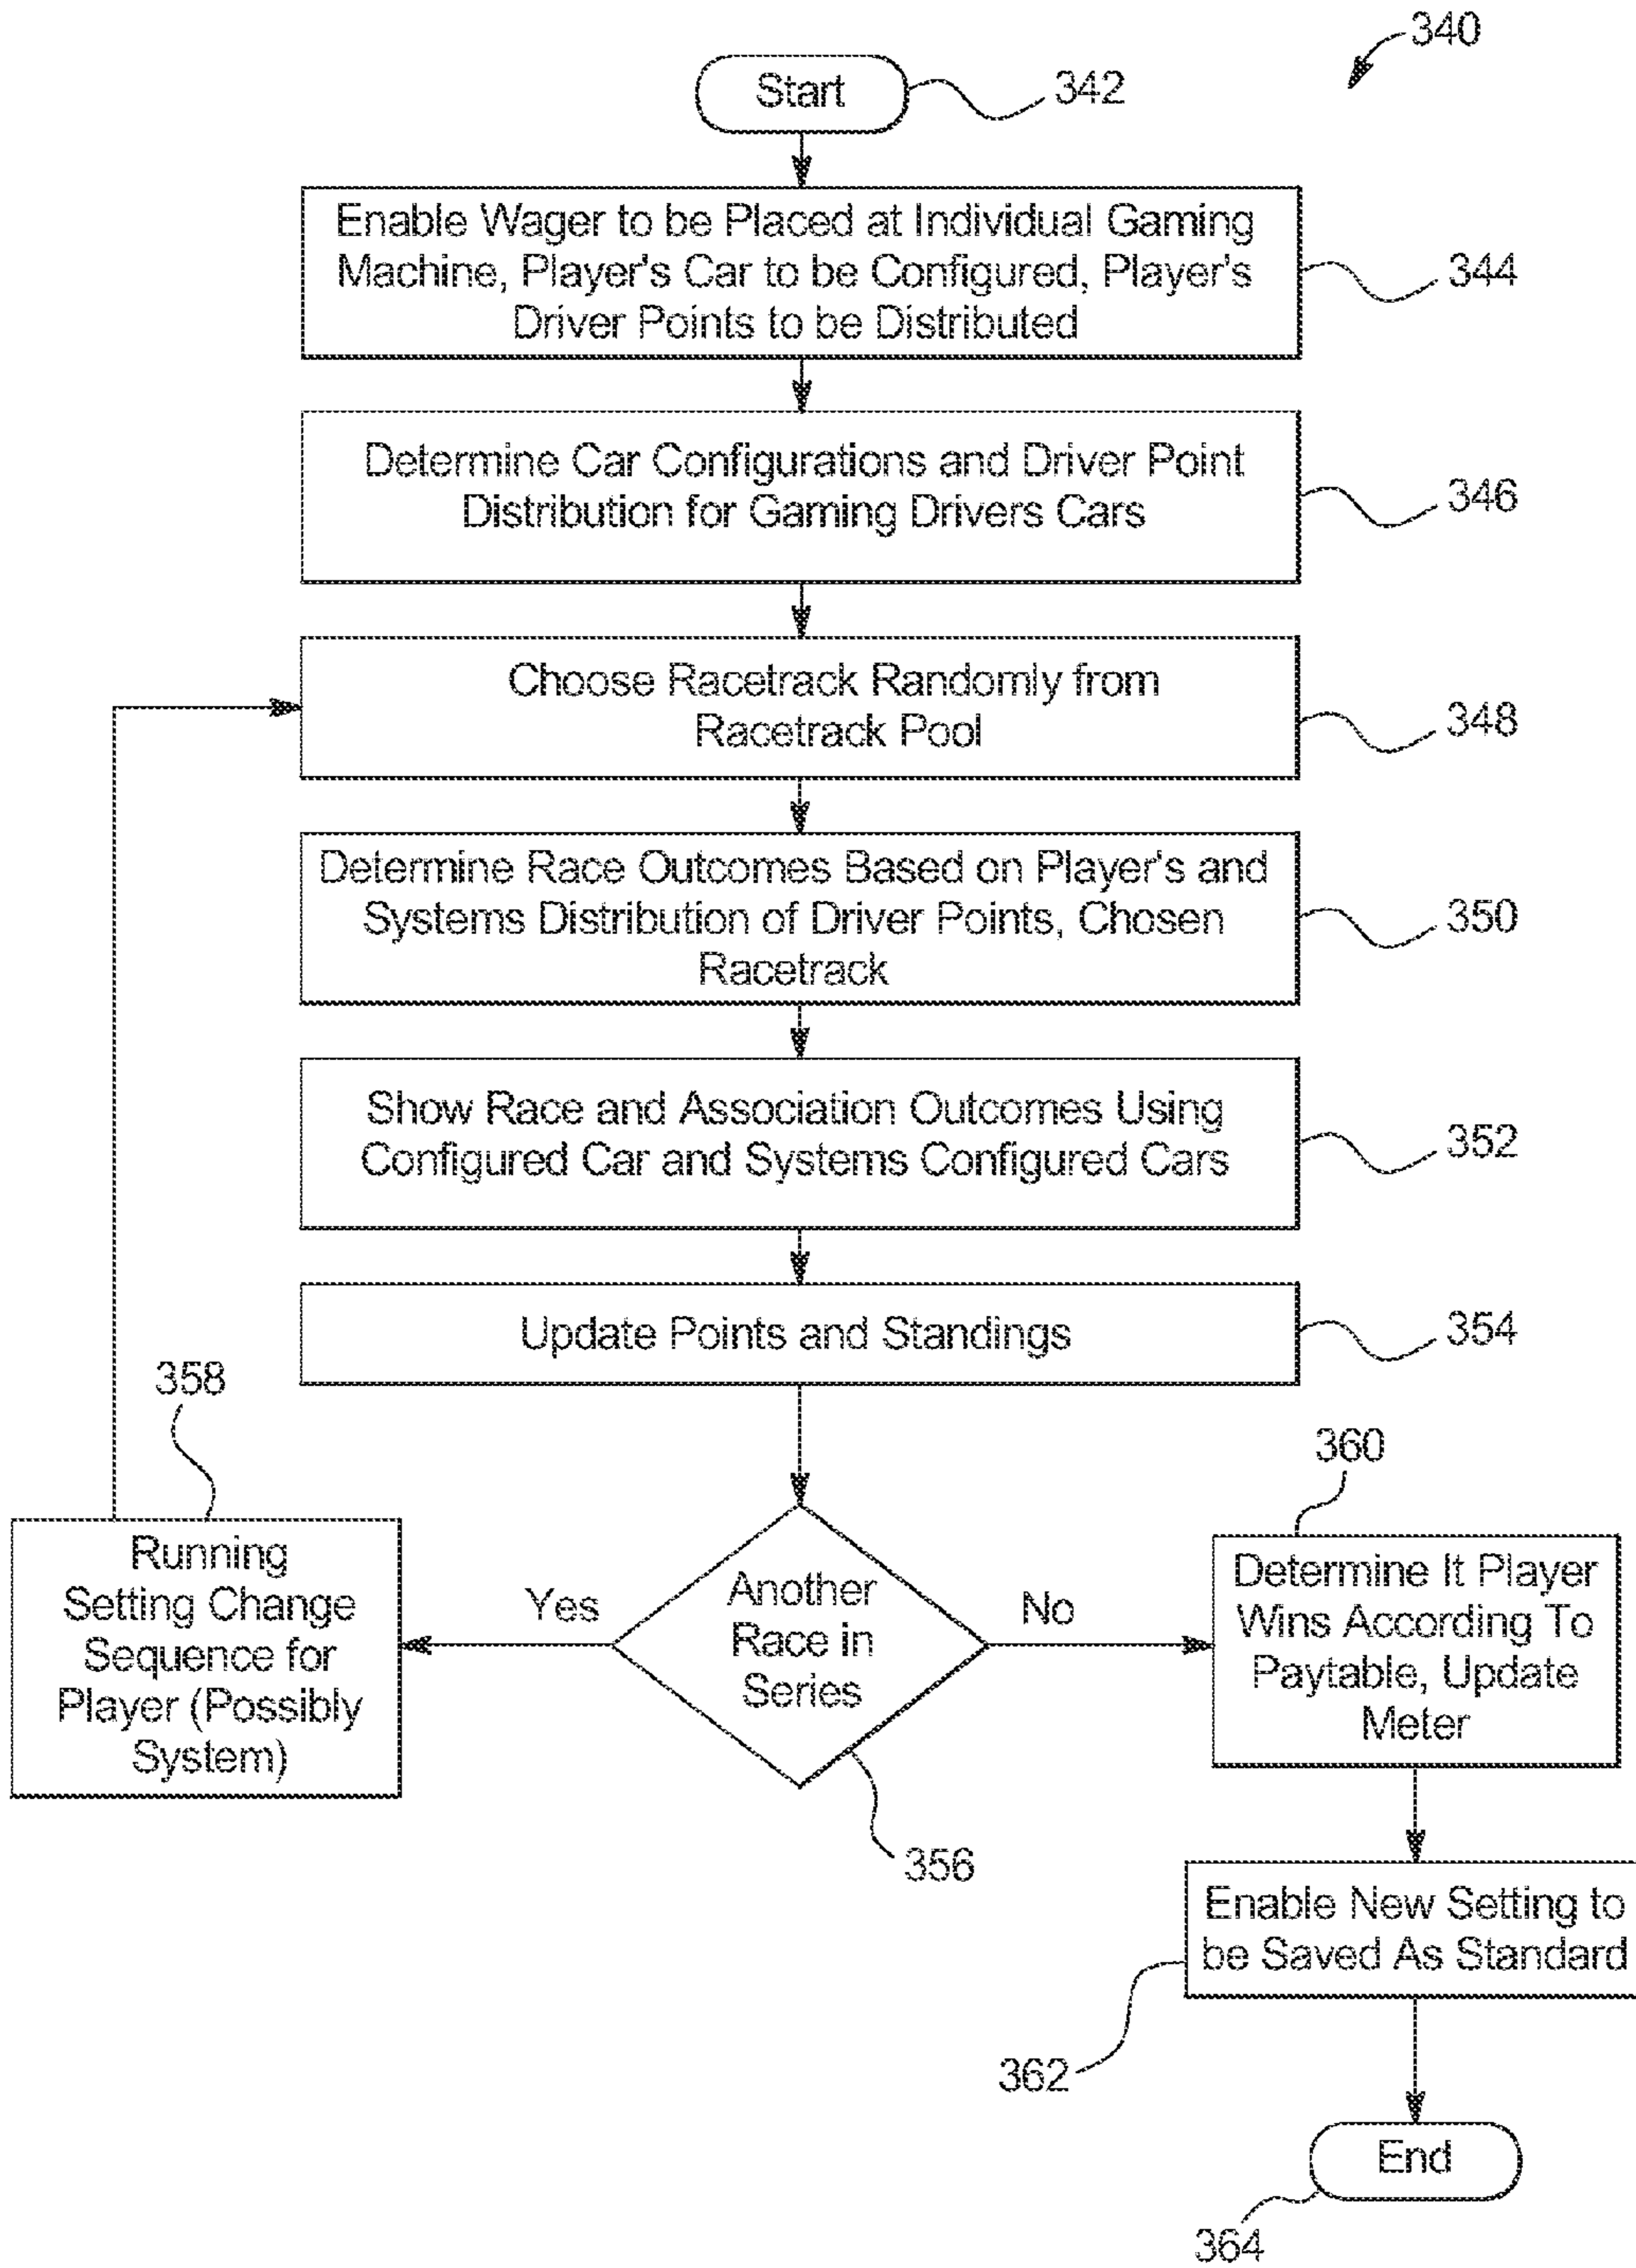 340
Start
342
Enable Wager to be Placed at Individual Gaming
Machine, Player's Car to be Configured, Player's
Driver Points to be Distributed
344
Determine Car Configurations and Driver Point
Distribution for Gaming Drivers Cars
346
Choose Racetrack Randomly from
Racetrack Pool
348
Determine Race Outcomes Based on Player's and
Systems Distribution of Driver Points, Chosen
Racetrack
350
Show Race and Association Outcomes Using
Configured Car and Systems Configured Cars
352
Update Points and Standings
354
358
Running
Setting Change
Sequence for
Player (Possibly
System)
Yes
Another
Race in
Series
No
356
360
Determine It Player
Wins According To
Paytable, Update
Meter
Enable New Setting to
be Saved As Standard
362
End
364